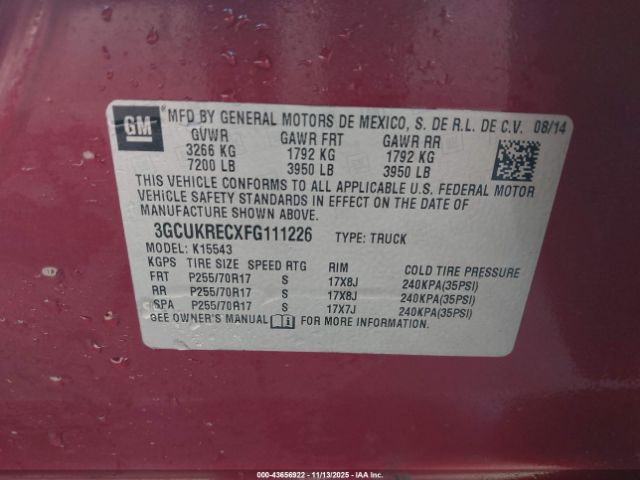 GM ® MFD BY GENERAL MOTORS DE MEXICO, S. DE R.L. DE C.V. 08/14
GVWR GAWR FRT GAWR RR
3266 KG 1792 KG 1792 KG
7200 LB 3950 LB 3950 LB
THIS VEHICLE CONFORMS TO ALL APPLICABLE U.S. FEDERAL MOTOR
VEHICLE SAFETY STANDARDS IN EFFECT ON THE DATE OF
MANUFACTURE SHOWN ABOVE.
3GCUKRECXFG111226 TYPE: TRUCK
MODEL: K15543
KGPS TIRE SIZE SPEED RTG RIM COLD TIRE PRESSURE
FRT P255/70R17 S 17X8J 240KPA(35PSI)
RR P255/70R17 S 17X8J 240KPA(35PSI)
SPA P255/70R17 S 17X7J 240KPA(35PSI)
SEE OWNER'S MANUAL FOR MORE INFORMATION.
000-43656922 - 11/13/2025 - IAAI.CA